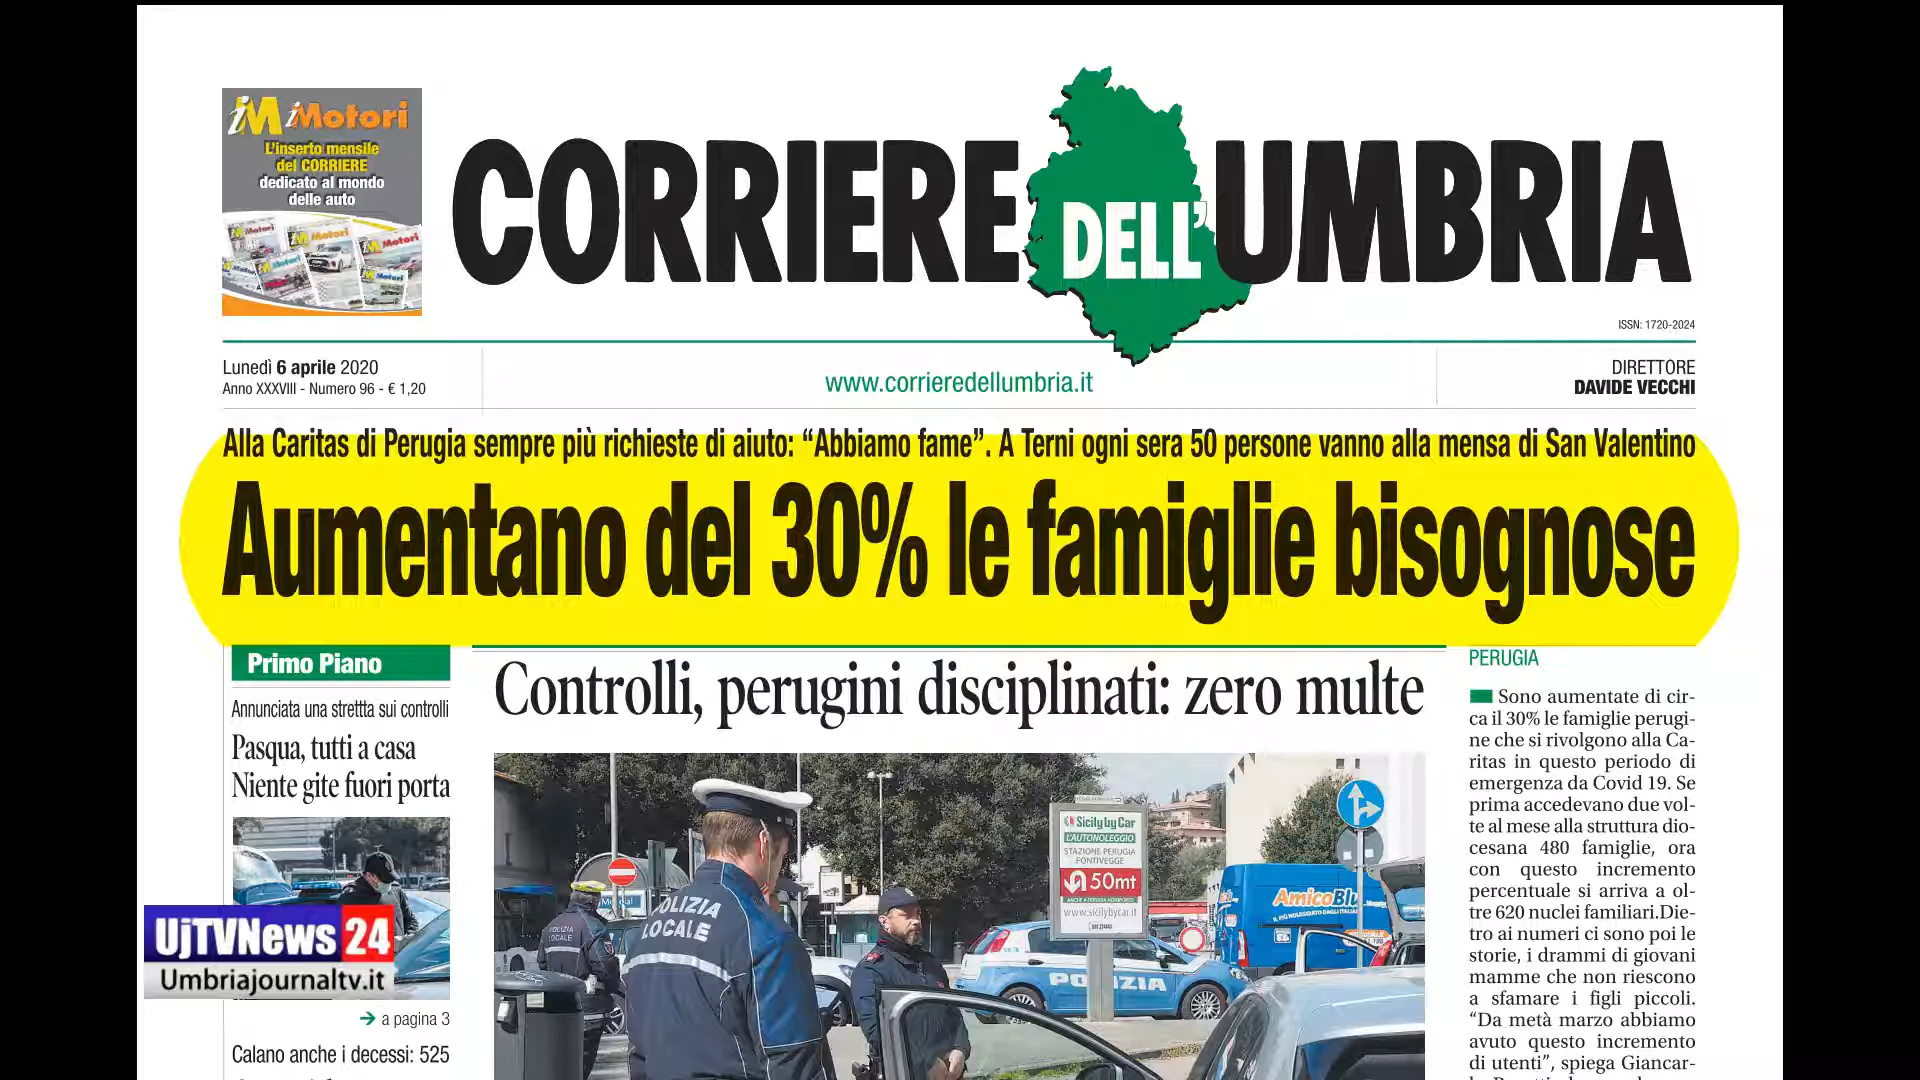 iM iMotori
L'inserto mensile
del CORRIERE
dedicato al mondo
delle auto
CORRIERE DELL'UMBRIA
ISSN: 1720-2024
Lunedì 6 aprile 2020
Anno XXXVIII - Numero 96 - € 1,20
www.corrieredellumbria.it
DIRETTORE
DAVIDE VECCHI
Alla Caritas di Perugia sempre più richieste di aiuto: “Abbiamo fame”. A Terni ogni sera 50 persone vanno alla mensa di San Valentino
Aumentano del 30% le famiglie bisognose
Primo Piano
Annunciata una strettta sui controlli
Pasqua, tutti a casa
Niente gite fuori porta
UjTVNews 24
Umbriajournaltv.it
a pagina 3
Calano anche i decessi: 525
Controlli, perugini disciplinati: zero multe
POLIZIA
LOCALE
POLIZIA
LOCALE
Sicily by Car
L'AUTONOLEGGIO
STAZIONE PERUGIA
FONTIVEGGE
50mt
www.sicilybycar.it
POLIZIA
AmicoBlu
PERUGIA
Sono aumentate di cir-
ca il 30% le famiglie perugi-
ne che si rivolgono alla Ca-
ritas in questo periodo di
emergenza da Covid 19. Se
prima accedevano due vol-
te al mese alla struttura dio-
cesana 480 famiglie, ora
con questo incremento
percentuale si arriva a ol-
tre 620 nuclei familiari.Die-
tro ai numeri ci sono poi le
storie, i drammi di giovani
mamme che non riescono
a sfamare i figli piccoli.
“Da metà marzo abbiamo
avuto questo incremento
di utenti”, spiega Giancar-